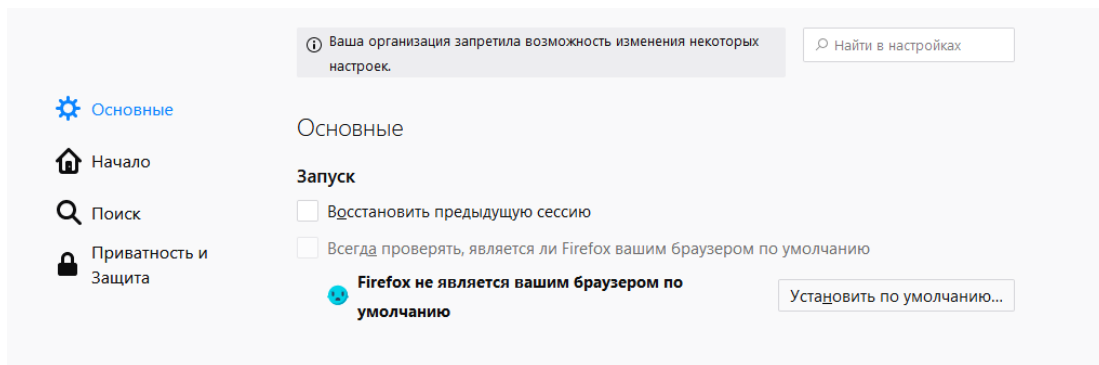 Ваша организация запретила возможность изменения некоторых
настроек.
Найти в настройках
Основные
Начало
Поиск
Приватность и
Защита
Основные
Запуск
Восстановить предыдущую сессию
Всегда проверять, является ли Firefox вашим браузером по умолчанию
Firefox не является вашим браузером по
умолчанию
Установить по умолчанию...